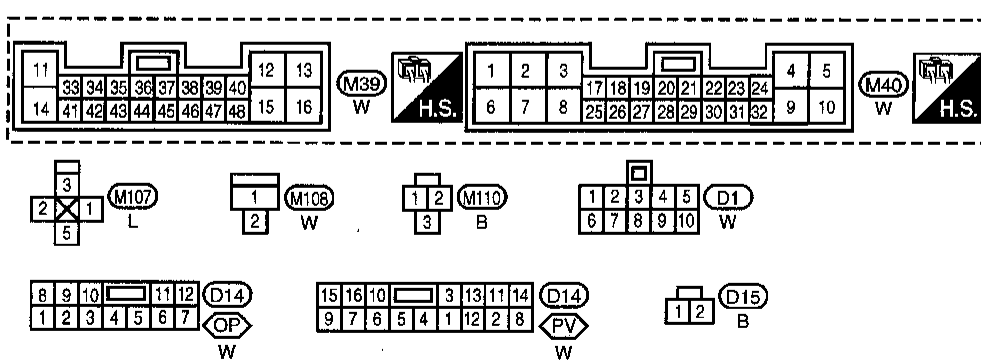 11 12 13 1 2 3 4 5
33 34 35 36 37 38 39 40 M39 17 18 19 20 21 22 23 24 M40
14 41 42 43 44 45 46 47 48 15 16 W H.S. 6 7 8 25 26 27 28 29 30 31 32 9 10 W H.S.
3
2 1 M107
5 L
1 M108
2 W
1 2 M110
3 B
1 2 3 4 5 D1
6 7 8 9 10 W
8 9 10 11 12 D14
1 2 3 4 5 6 7 OP
W
15 16 10 3 13 11 14 D14
9 7 6 5 4 1 12 2 8 PV
W
1 2 D15
B